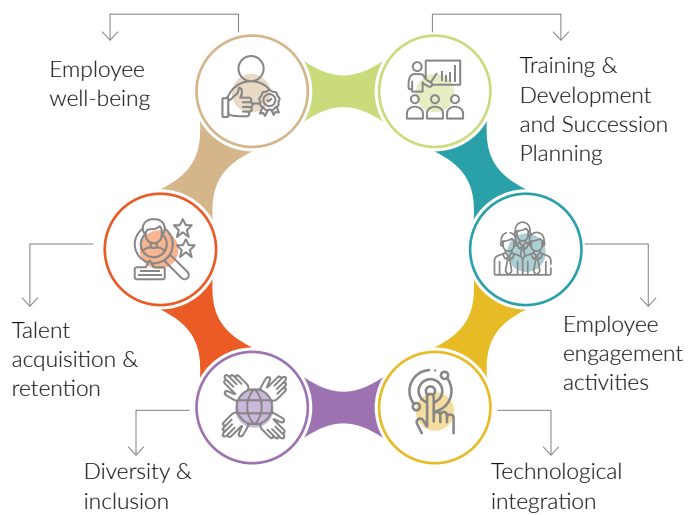 Employee
well-being
Training &
Development
and Succession
Planning
Talent
acquisition &
retention
Employee
engagement
activities
Diversity &
inclusion
Technological
integration